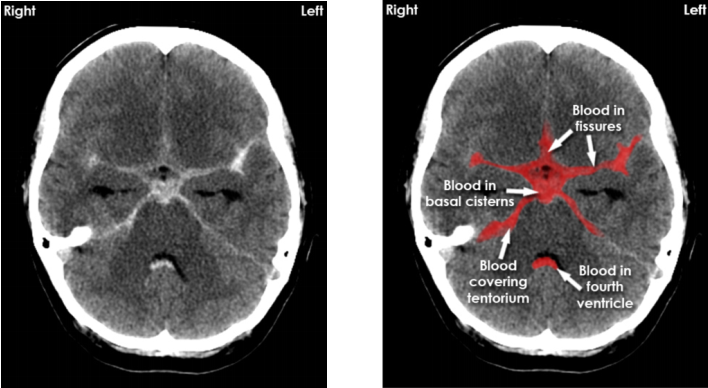 Right
Left
Right
Left
Blood in
fissures
Blood in
basal cisterns
Blood
covering
tentorium
Blood in
fourth
ventricle